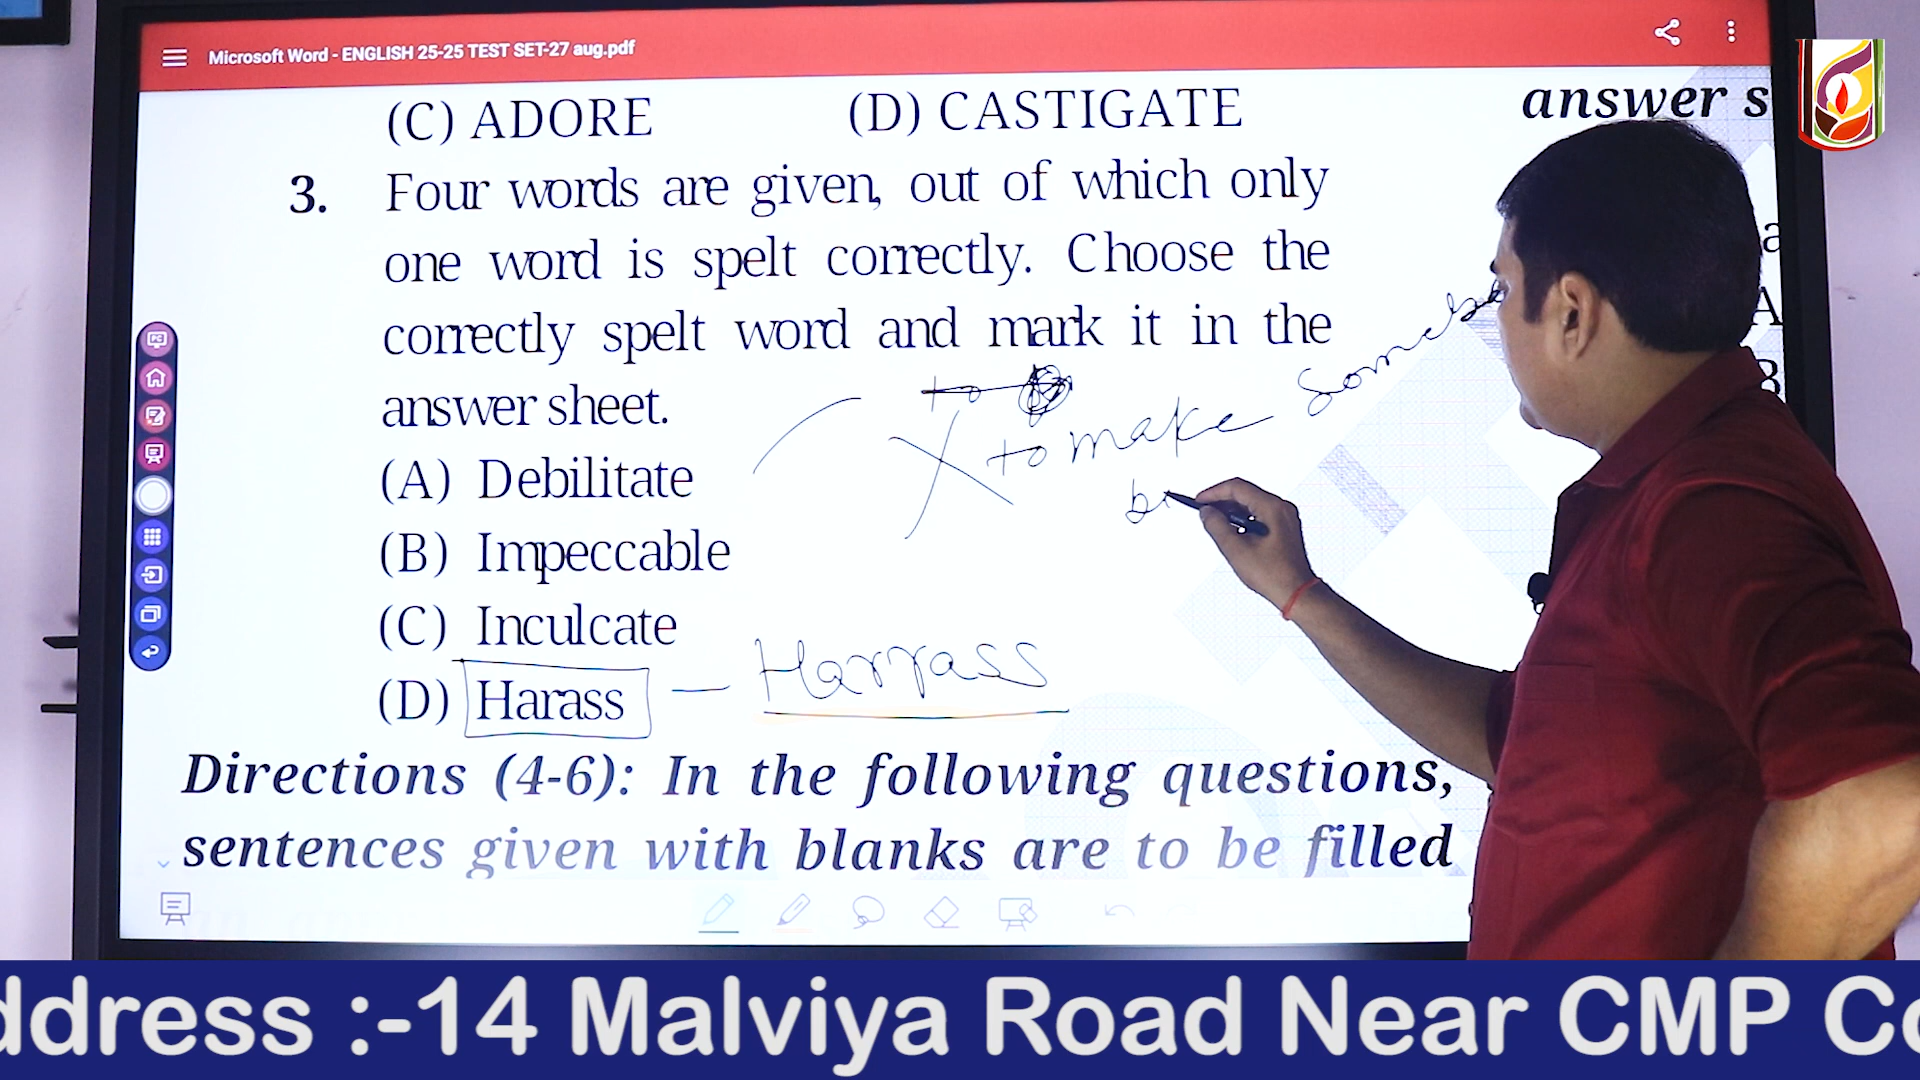 Microsoft Word - ENGLISH 25-25 TEST SET-27 aug.pdf
(C) ADORE (D) CASTIGATE
answer s
3. Four words are given, out of which only
one word is spelt correctly. Choose the
correctly spelt word and mark it in the
answer sheet.
to
to make
(A) Debilitate
(B) Impeccable
(C) Inculcate
(D) Harass — Harrass
Directions (4-6): In the following questions,
sentences given with blanks are to be filled
ddress :-14 Malviya Road Near CMP Co